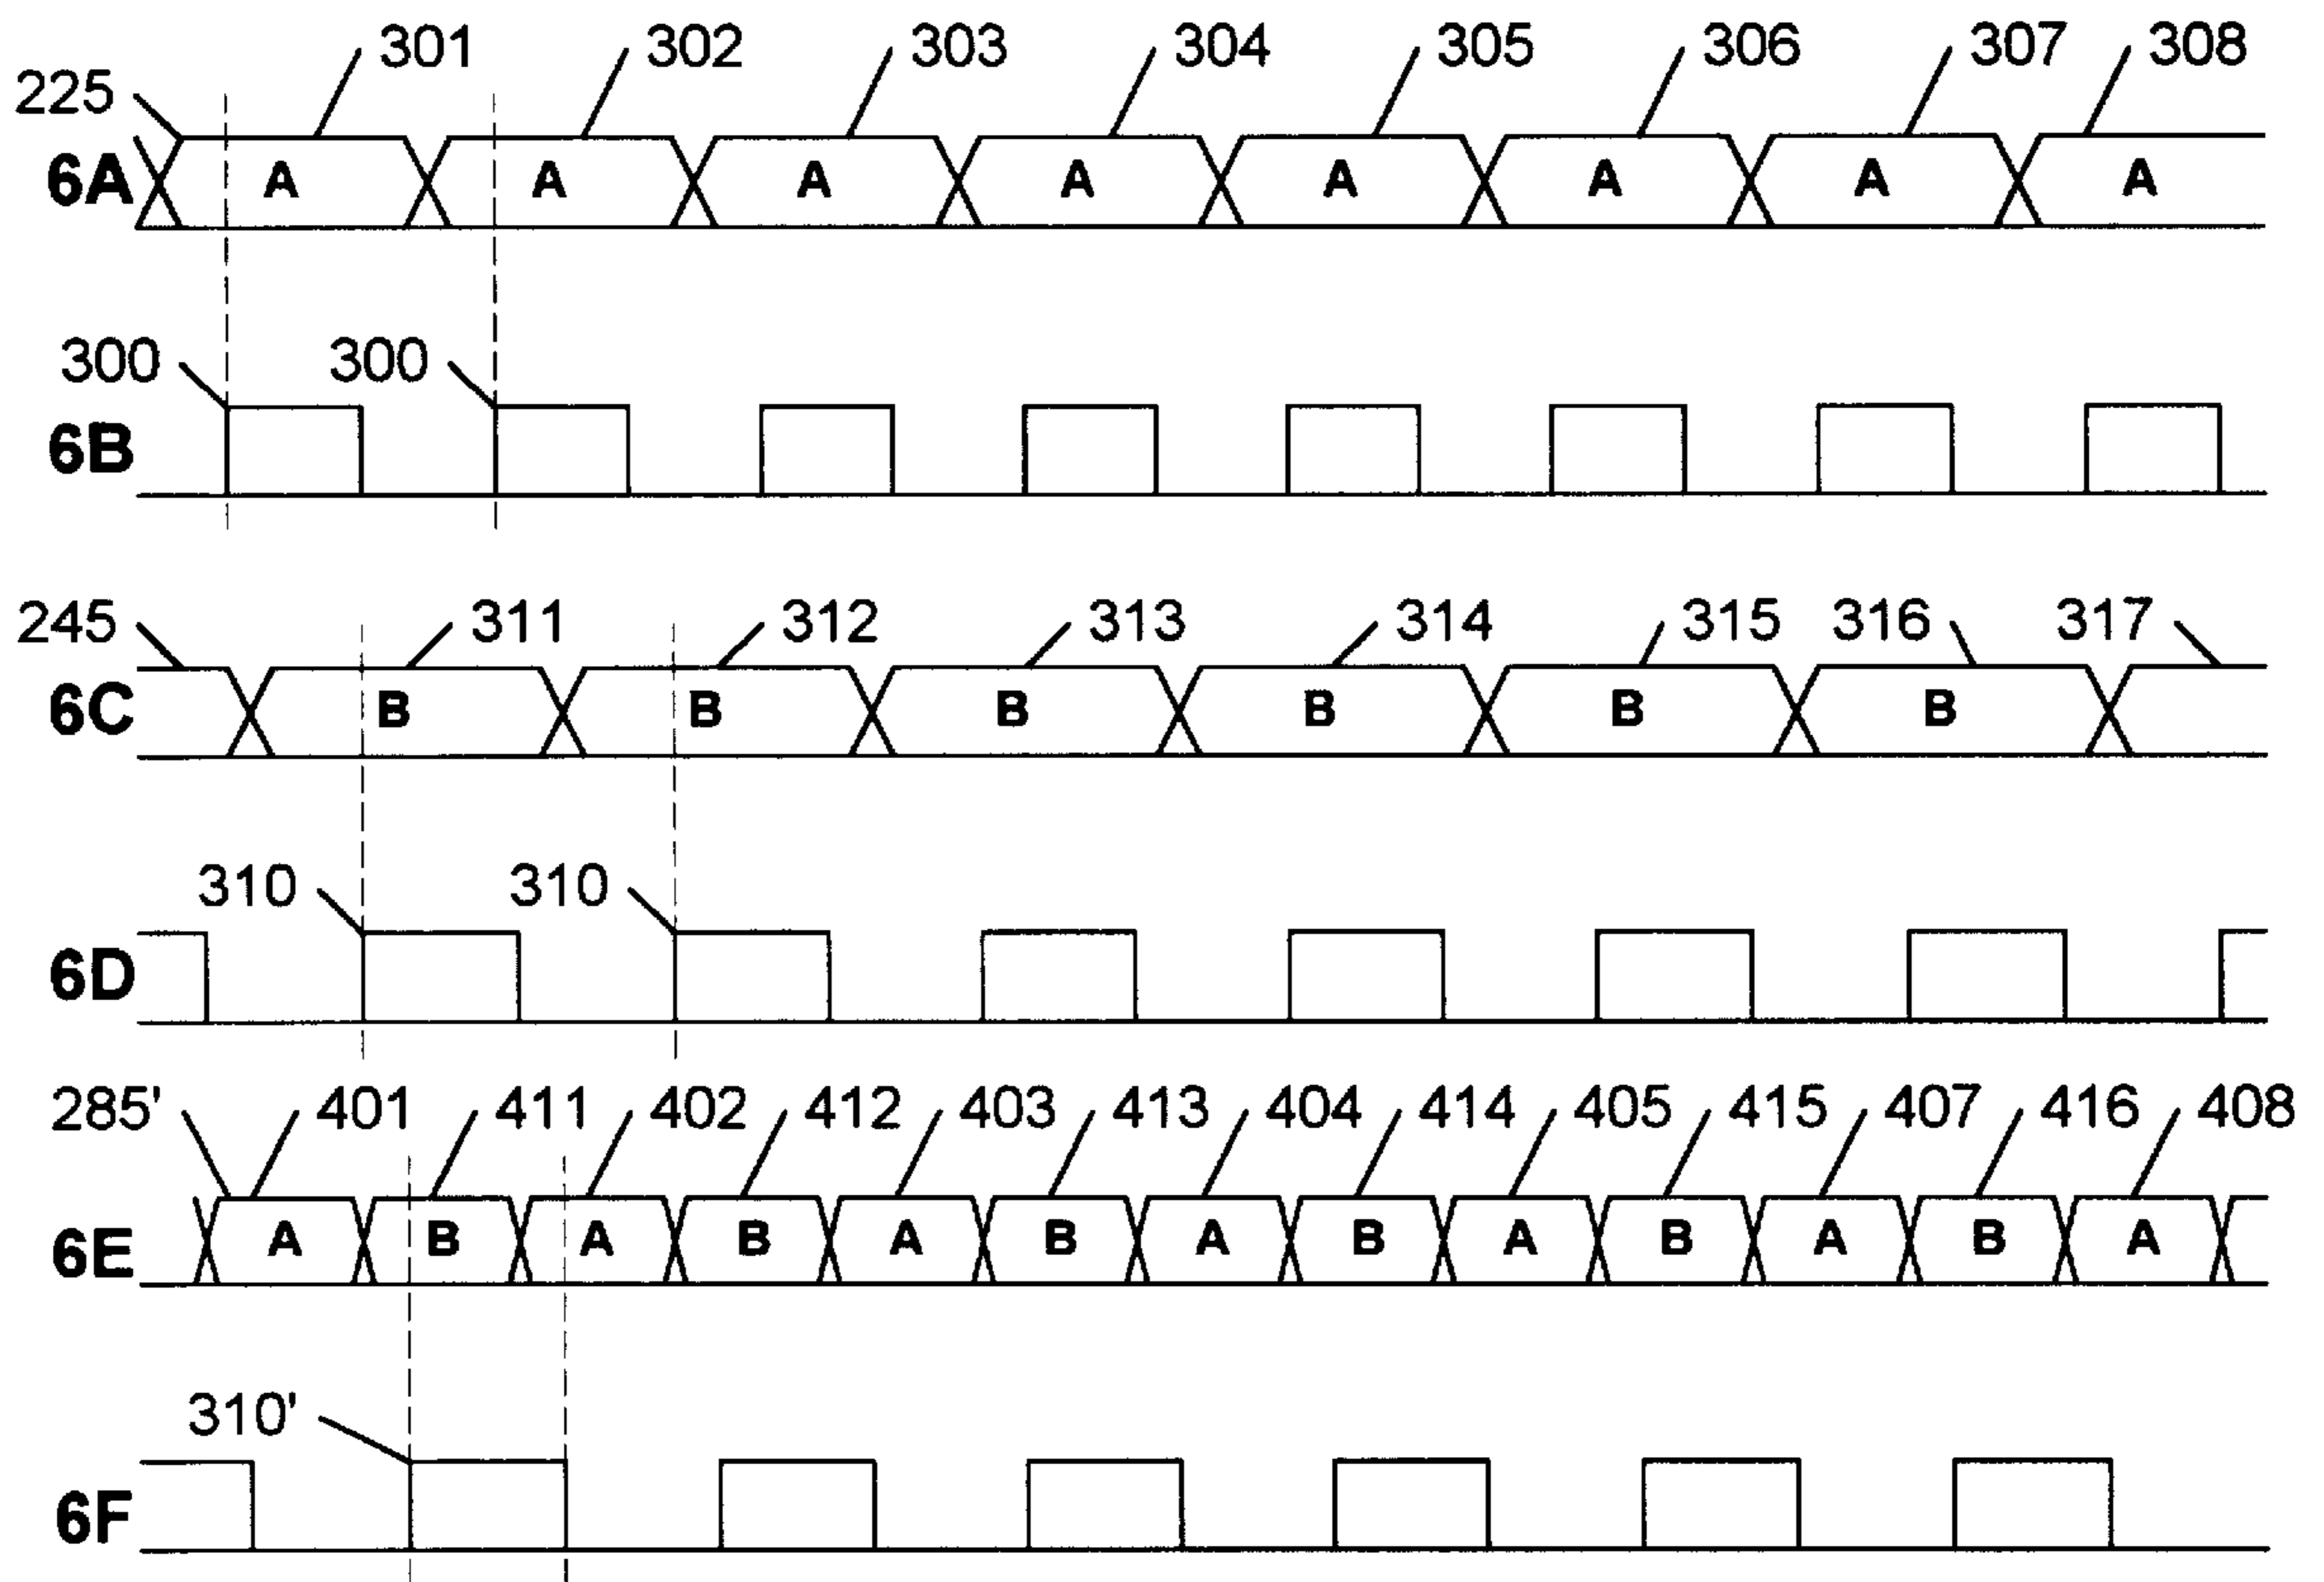 301 302 303 304 305 306 307 308
225
6A A A A A A A A A
300 300
6B
245 311 312 313 314 315 316 317
6C B B B B B B
310 310
6D
285' 401 411 402 412 403 413 404 414 405 415 407 416 408
6E A B A B A B A B A B A B A
310'
6F